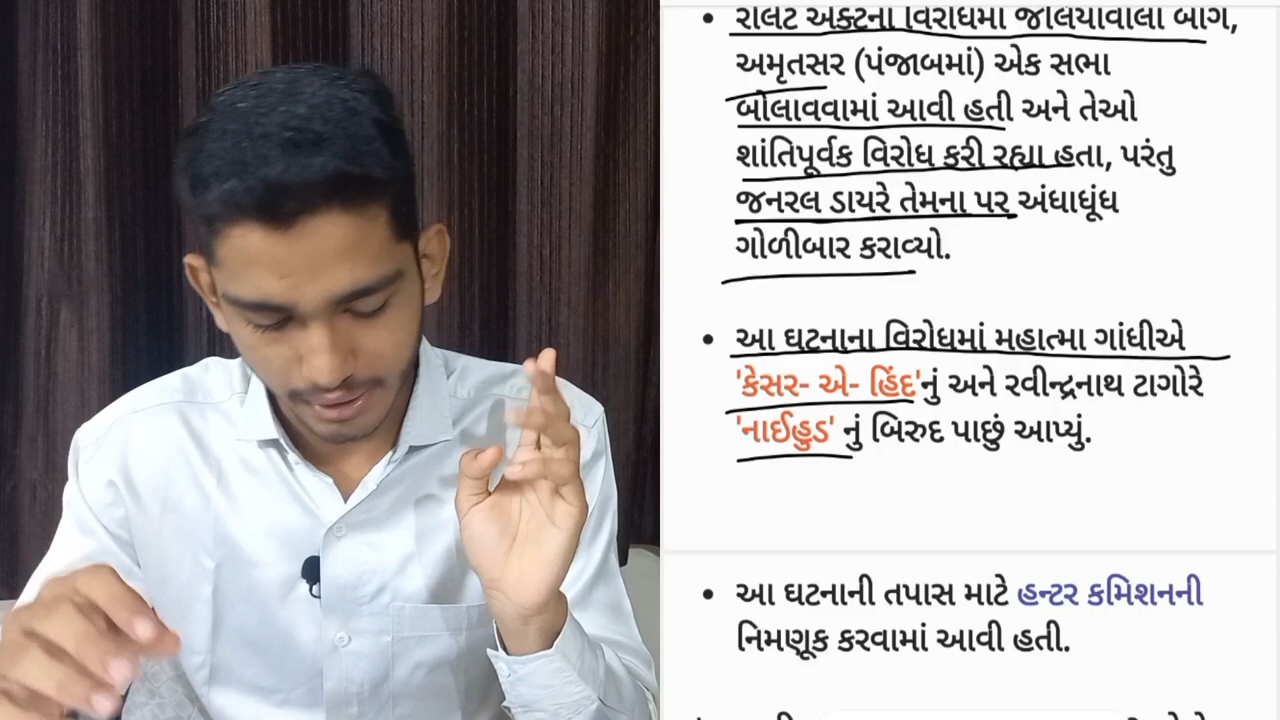 રોલેટ એક્ટના વિરોધમાં જલિયાવાલા બાગ,
અમૃતસર (પંજાબમાં) એક સભા
બોલાવવામાં આવી હતી અને તેઓ
શાંતિપૂર્વક વિરોધ કરી રહ્યા હતા, પરંતુ
જનરલ ડાયરે તેમના પર અંધાધૂંધ
ગોળીબાર કરાવ્યો.
આ ઘટનાના વિરોધમાં મહાત્મા ગાંધીએ
'કેસર- એ- હિંદ'નું અને રવીન્દ્રનાથ ટાગોરે
'નાઈહુડ' નું બિરુદ પાછું આપ્યું.
આ ઘટનાની તપાસ માટે હન્ટર કમિશનની
નિમણૂક કરવામાં આવી હતી.